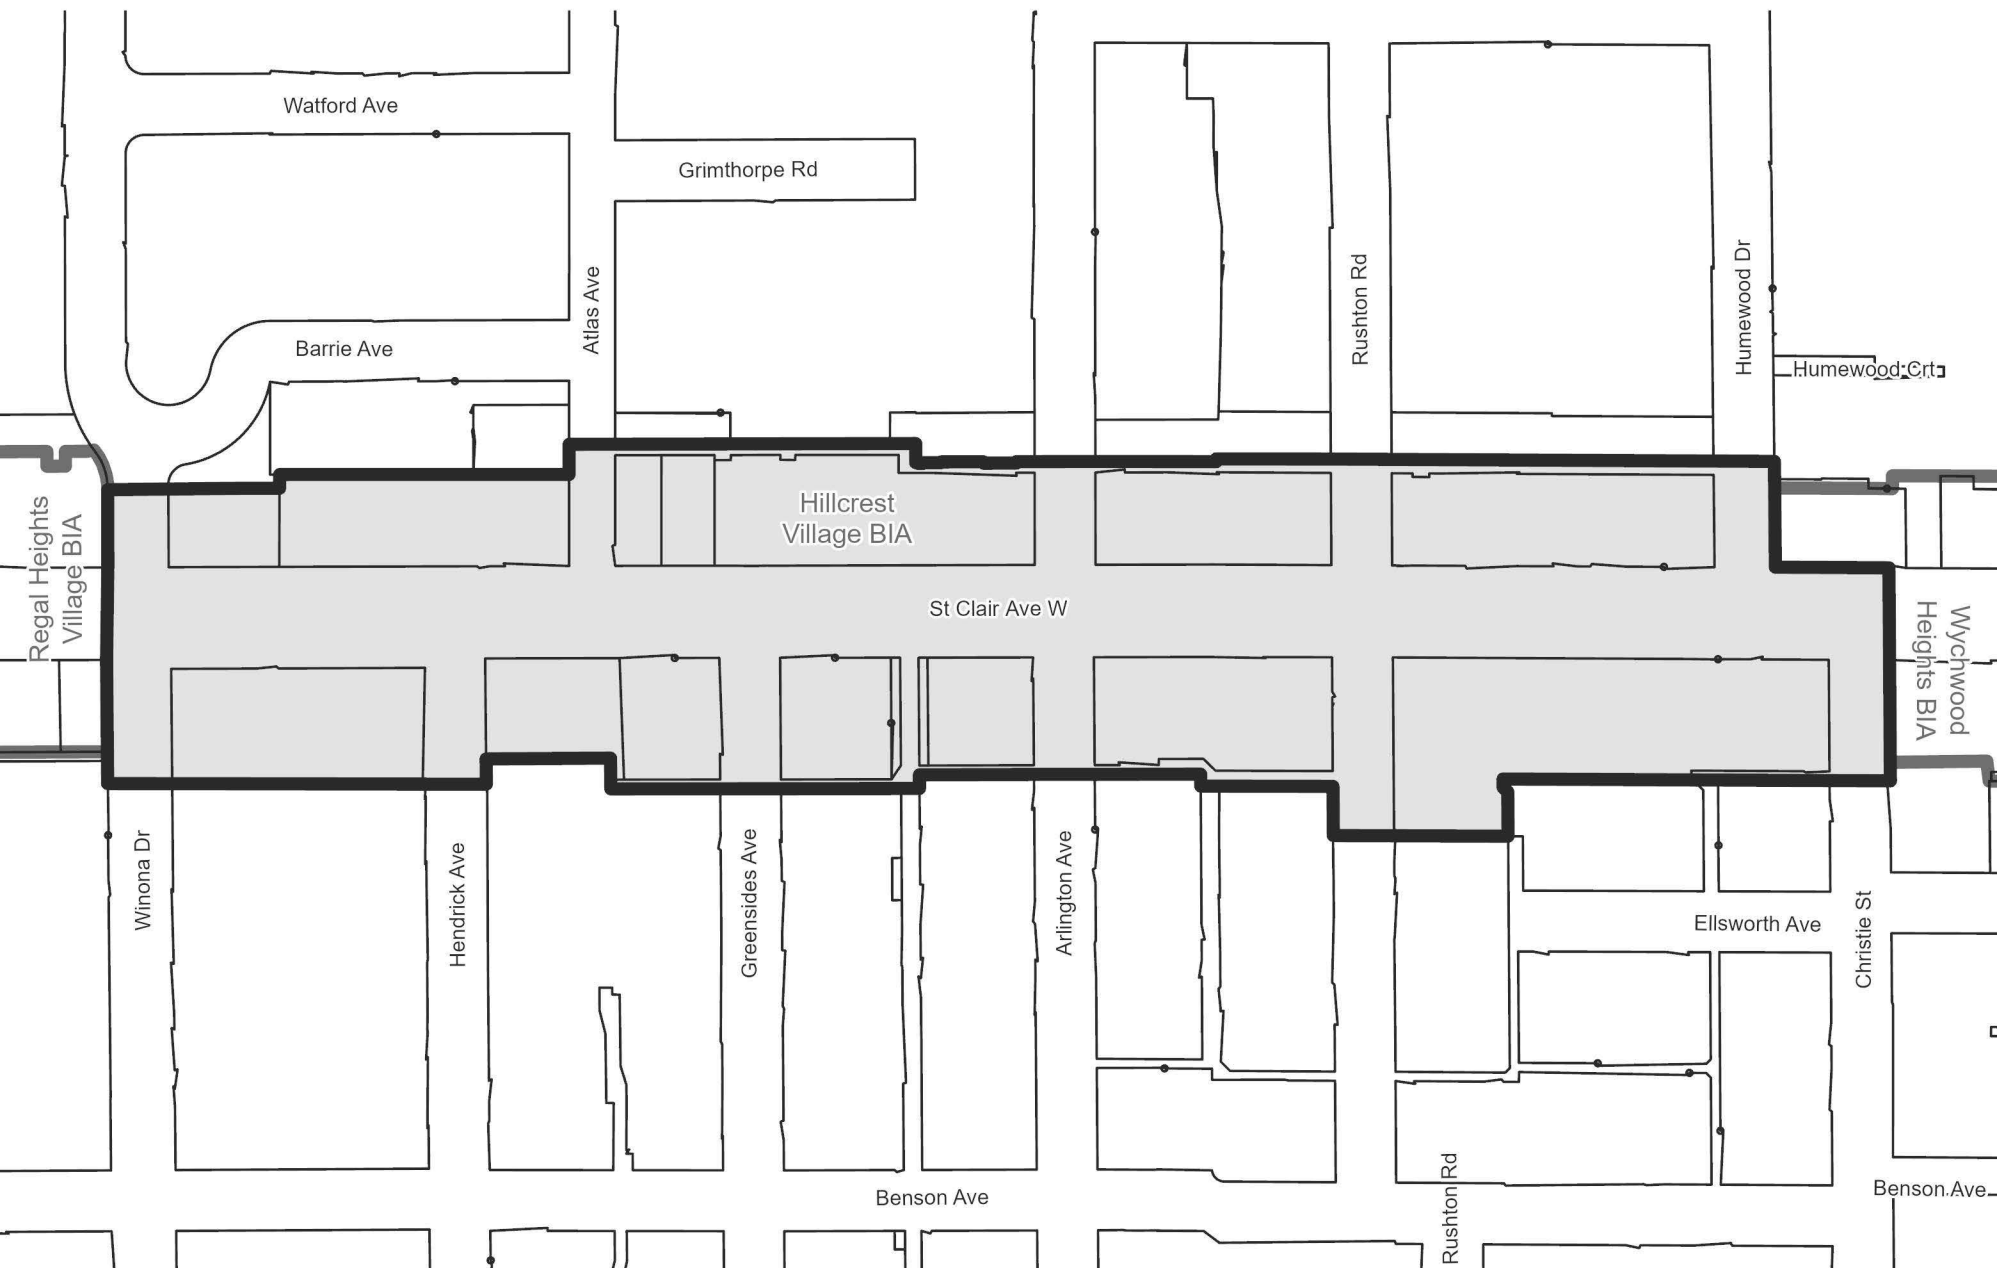 Watford Ave
Grimthorpe Rd
Atlas Ave
Barrie Ave
Rushton Rd
Humewood Dr
Humewood Crt
Hillcrest
Village BIA
Regal Heights
Village BIA
St Clair Ave W
Wychwood
Heights BIA
Winona Dr
Hendrick Ave
Greensides Ave
Arlington Ave
Ellsworth Ave
Christie St
Benson Ave
Rushton Rd
Benson Ave